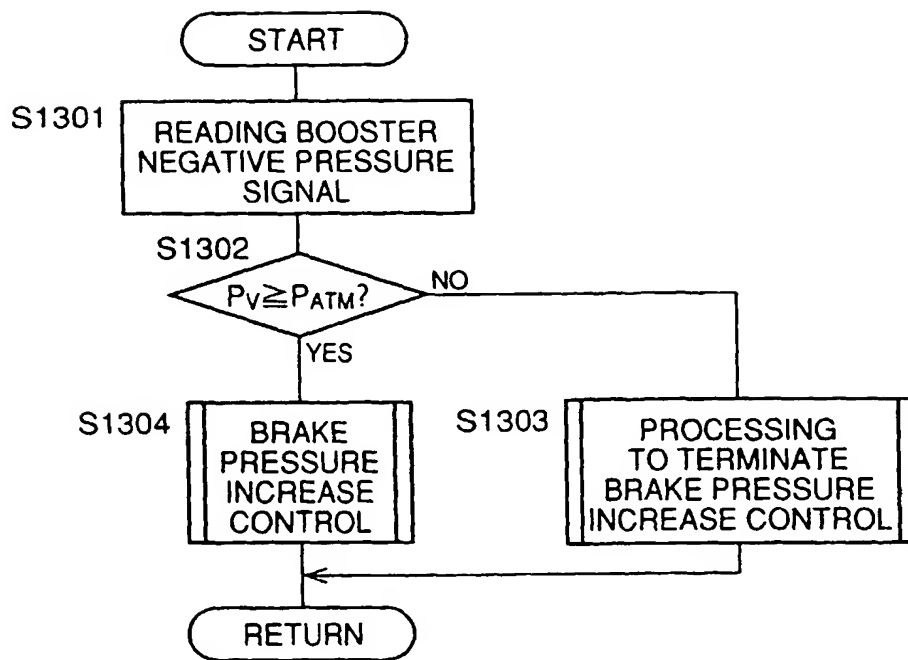 START
S1301
READING BOOSTER
NEGATIVE PRESSURE
SIGNAL
S1302
PV≧PATM?
NO
YES
S1304
BRAKE
PRESSURE
INCREASE
CONTROL
S1303
PROCESSING
TO TERMINATE
BRAKE PRESSURE
INCREASE CONTROL
RETURN